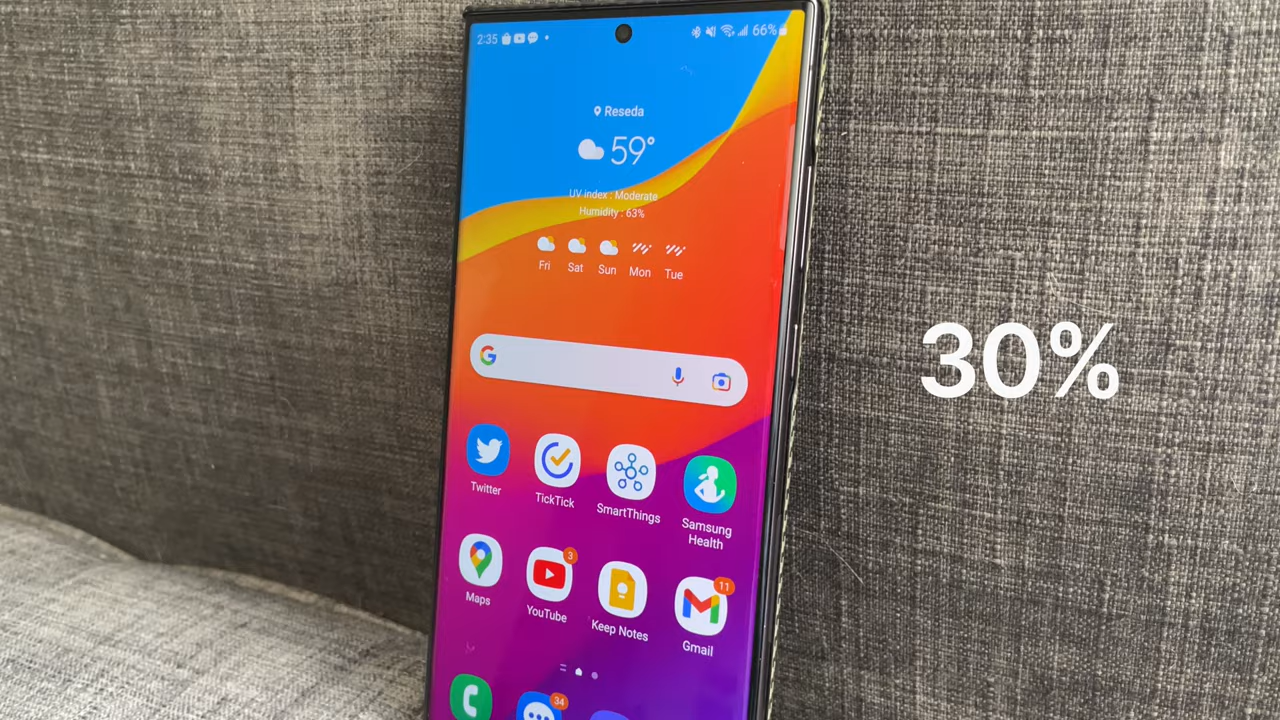 2:35
66%
Reseda
59°
UV index : Moderate
Humidity : 63%
Fri Sat Sun Mon Tue
G
30%
Twitter TickTick SmartThings Samsung Health
3
11
Maps YouTube Keep Notes Gmail
34